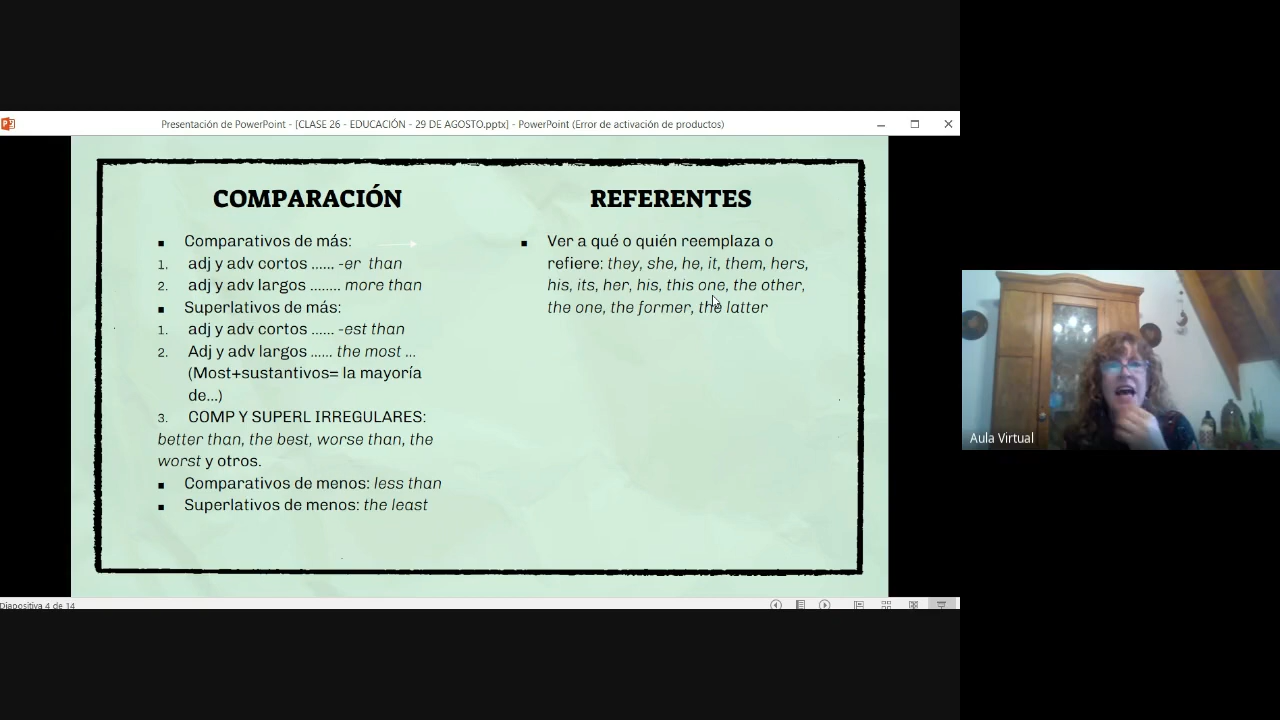 Presentación de PowerPoint - [CLASE 26 - EDUCACIÓN - 29 DE AGOSTO.pptx] - PowerPoint (Error de activación de productos)
COMPARACIÓN
▪ Comparativos de más:
1. adj y adv cortos ...... -er than
2. adj y adv largos ........ more than
▪ Superlativos de más:
1. adj y adv cortos ...... -est than
2. Adj y adv largos ...... the most ...
(Most+sustantivos= la mayoría
de...)
3. COMP Y SUPERL IRREGULARES:
better than, the best, worse than, the
worst y otros.
▪ Comparativos de menos: less than
▪ Superlativos de menos: the least
REFERENTES
▪ Ver a qué o quién reemplaza o
refiere: they, she, he, it, them, hers,
his, its, her, his, this one, the other,
the one, the former, the latter
Diapositiva 4 de 14
Aula Virtual